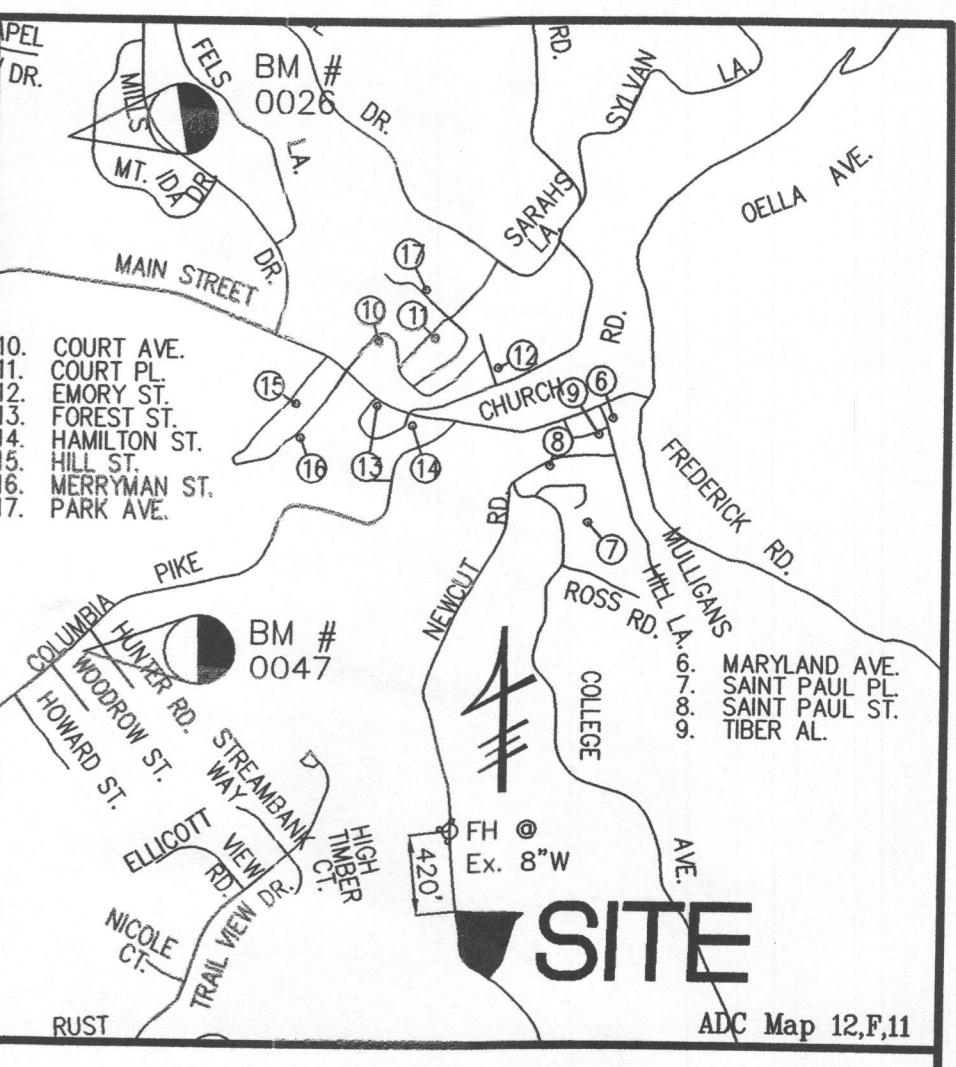 APEL
DR.
MILLS
FELS
LA.
BM #
0026
DR.
RD.
SYLVAN
LA.
MT. IDA
DR.
SARAHS
LA.
OELLA AVE.
MAIN STREET
DR.
17
10
11
12
RD.
CHURCH
9
6
15
8
16
13
14
10. COURT AVE.
11. COURT PL.
12. EMORY ST.
13. FOREST ST.
14. HAMILTON ST.
15. HILL ST.
16. MERRYMAN ST.
17. PARK AVE.
FREDERICK RD.
NEWCUT RD.
7
PIKE
COLUMBIA
ROSS RD.
MULLIGANS
HILL LA.
BM #
0047
HUNTER RD.
WOODROW ST.
HOWARD ST.
6. MARYLAND AVE.
7. SAINT PAUL PL.
8. SAINT PAUL ST.
9. TIBER AL.
COLLEGE
AVE.
STREAMBANK
WAY
ELLICOTT
VIEW
RD.
HIGH
TIMBER
CT.
TRAIL VIEW DR.
NICOLE
CT.
FH @
Ex. 8"W
420'
SITE
RUST
ADC Map 12,F,11